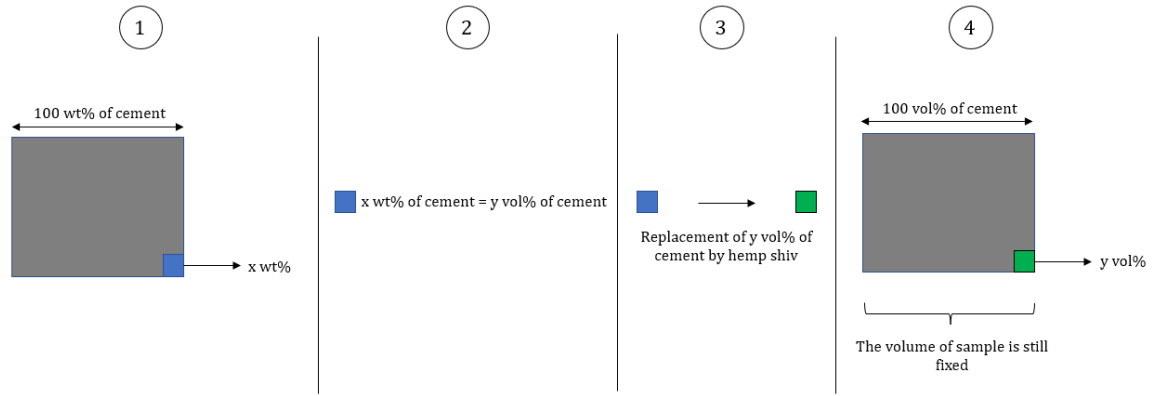 1
2
3
4
100 wt% of cement
x wt%
x wt% of cement = y vol% of cement
Replacement of y vol% of
cement by hemp shiv
100 vol% of cement
y vol%
The volume of sample is still
fixed